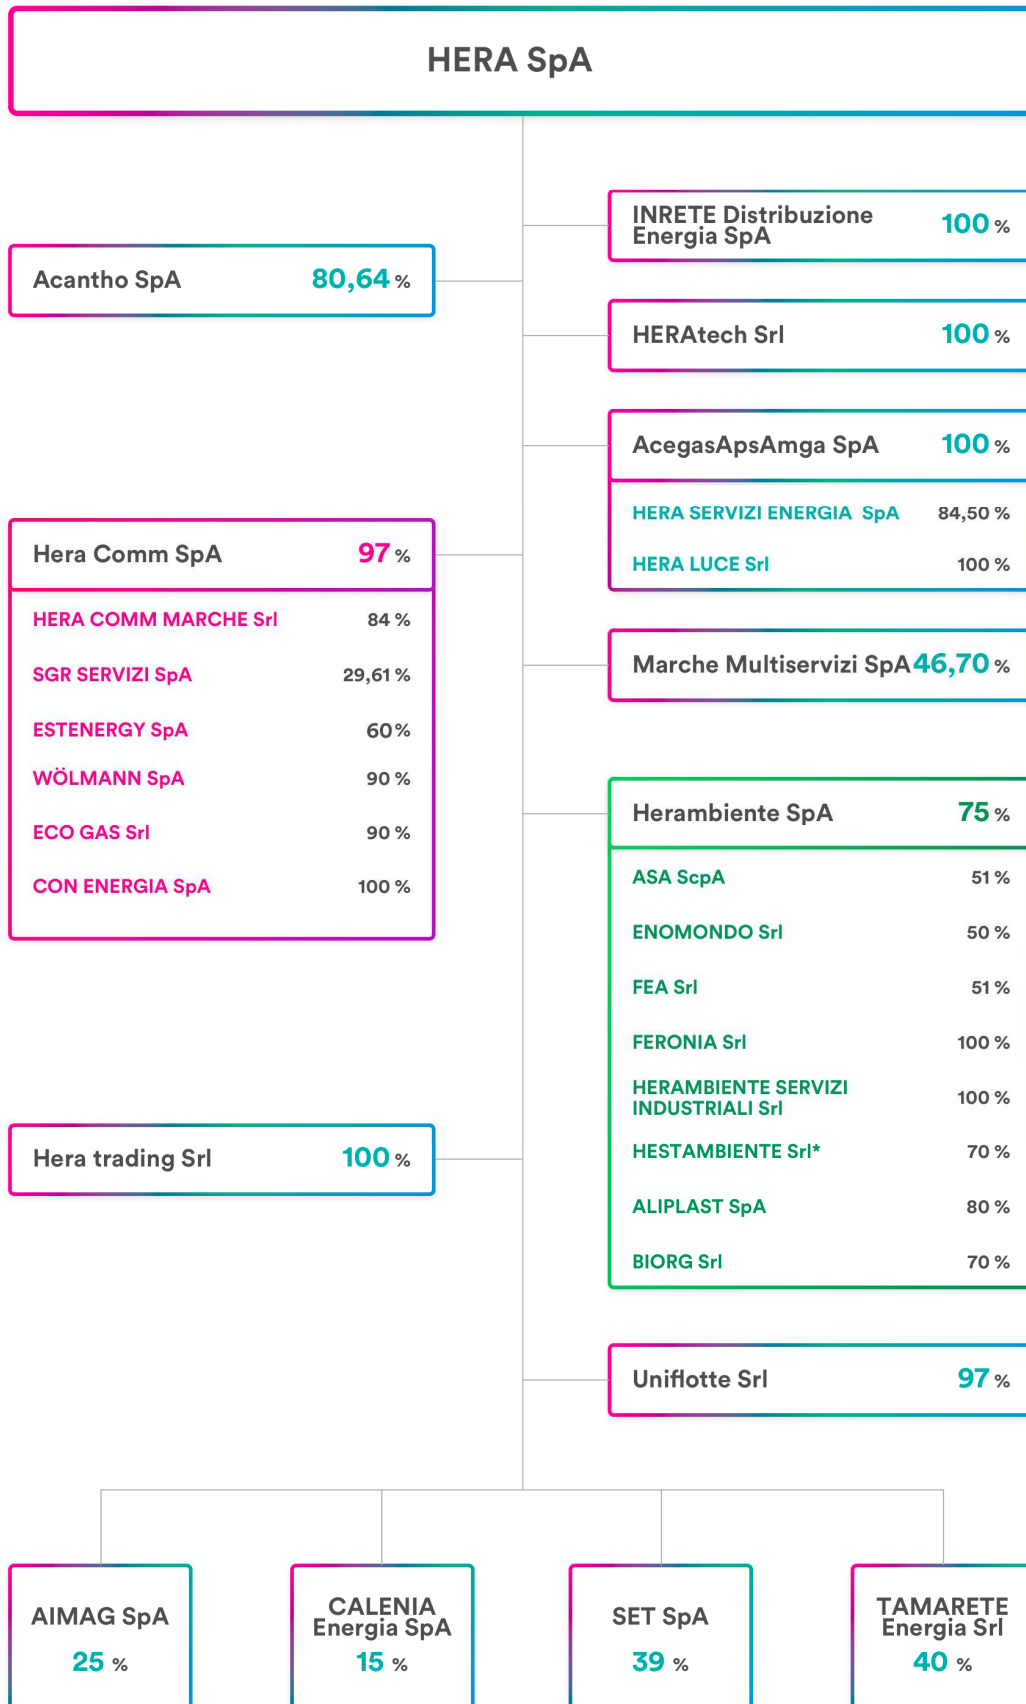 HERA SpA
INRETE Distribuzione
Energia SpA
100 %
Acantho SpA 80,64 %
HERAtech Srl 100 %
AcegasApsAmga SpA 100 %
HERA SERVIZI ENERGIA SpA 84,50 %
HERA LUCE Srl 100 %
Hera Comm SpA 97 %
HERA COMM MARCHE Srl 84 %
SGR SERVIZI SpA 29,61 %
ESTENERGY SpA 60%
WÖLMANN SpA 90 %
ECO GAS Srl 90 %
CON ENERGIA SpA 100 %
Marche Multiservizi SpA 46,70 %
Herambiente SpA 75 %
ASA ScpA 51 %
ENOMONDO Srl 50 %
FEA Srl 51 %
FERONIA Srl 100 %
HERAMBIENTE SERVIZI
INDUSTRIALI Srl
100 %
HESTAMBIENTE Srl* 70 %
ALIPLAST SpA 80 %
BIORG Srl 70 %
Hera trading Srl 100 %
Uniflotte Srl 97 %
AIMAG SpA
25 %
CALENIA
Energia SpA
15 %
SET SpA
39 %
TAMARETE
Energia Srl
40 %